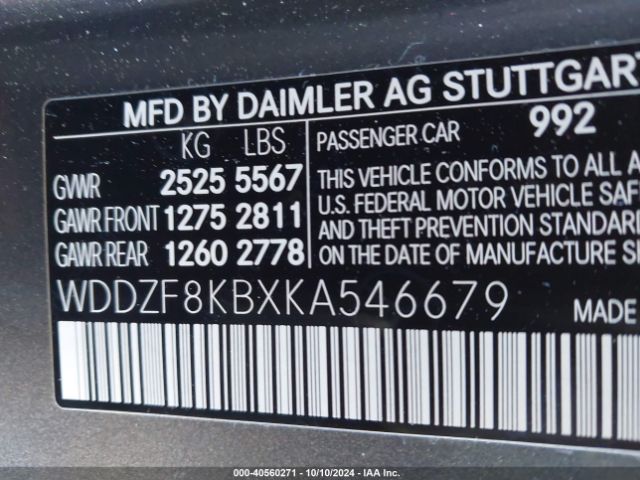 MFD BY DAIMLER AG STUTTGAR
KG LBS
GVWR 2525 5567
GAWR FRONT 1275 2811
GAWR REAR 1260 2778
PASSENGER CAR 992
THIS VEHICLE CONFORMS TO ALL A
U.S. FEDERAL MOTOR VEHICLE SAF
AND THEFT PREVENTION STANDARD
ON THE DATE OF MANUFACTURE S
WDDZF8KBXKA546679
MADE
000-40560271 - 10/10/2024 - IAA Inc.